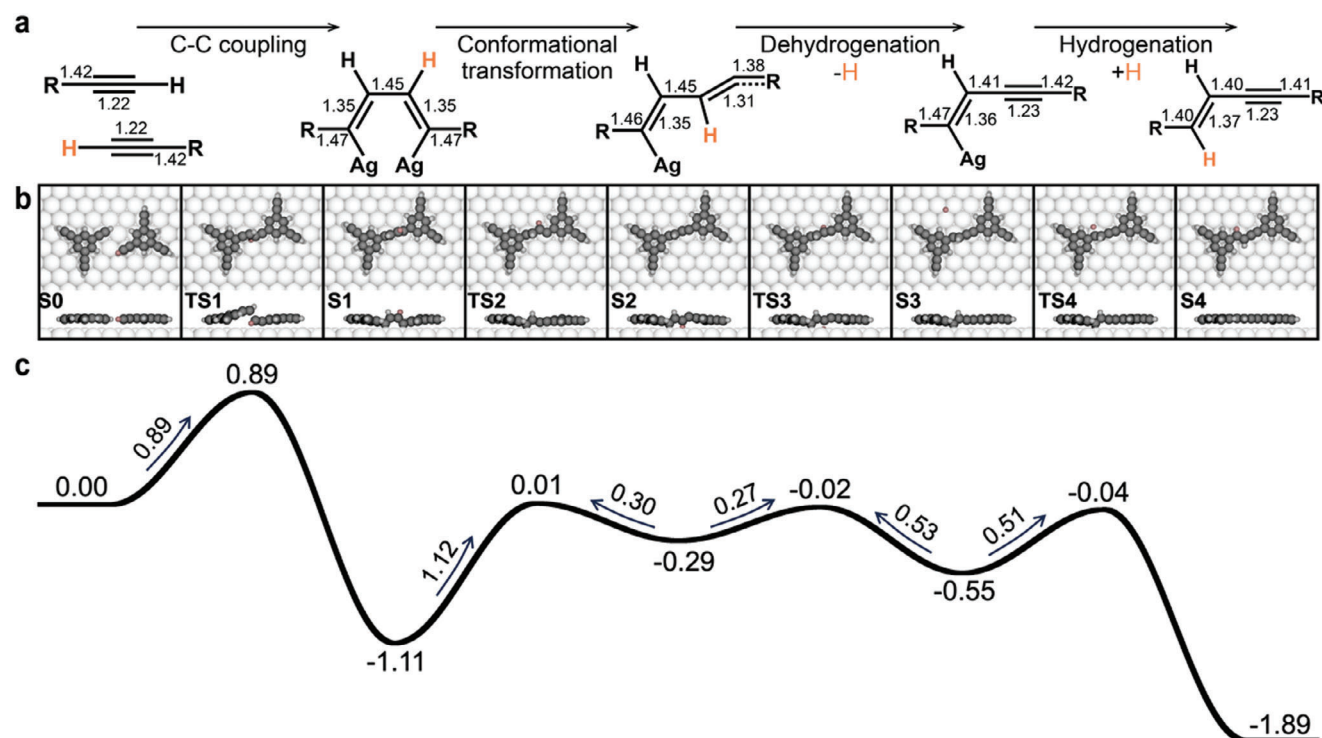 a
C-C coupling
Conformational
transformation
Dehydrogenation
-H
Hydrogenation
+H
1.42
R H
1.22
1.22
H R
1.42
H H
1.45
1.35 1.35
R R
1.47 1.47
Ag Ag
H 1.38
1.45 R
1.31
1.46
R 1.35 H
Ag
H 1.41 1.42
R
1.47 1.23
R 1.36
Ag
H 1.40 1.41
R
1.40 1.23
R 1.37
H
b
S0 TS1 S1 TS2 S2 TS3 S3 TS4 S4
c
0.89
0.89
0.00
-1.11
1.12
0.01
0.30
-0.29
0.27
-0.02
0.53
-0.55
0.51
-0.04
-1.89